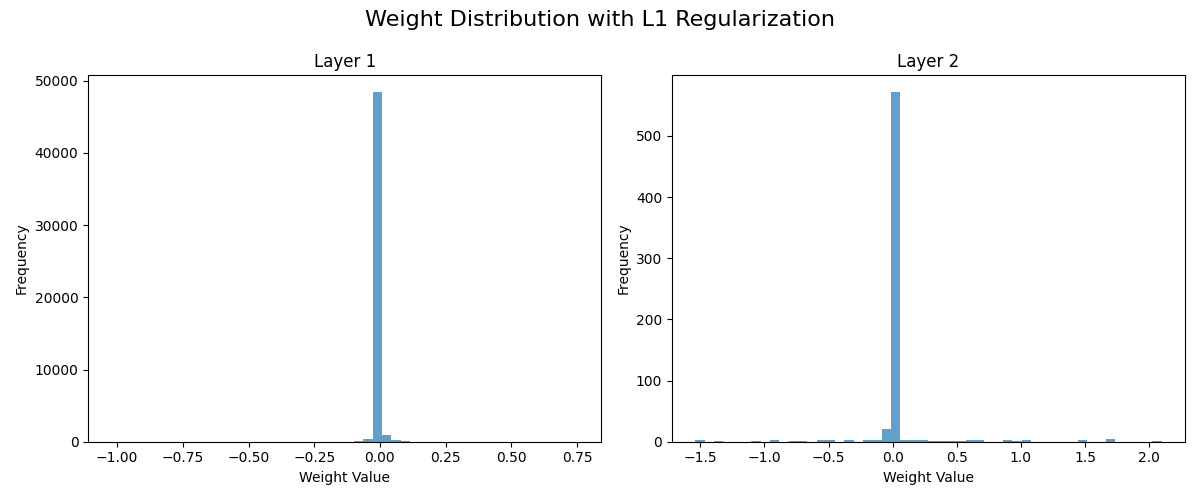 Weight Distribution with L1 Regularization
Layer 1
Frequency
50000
40000
30000
20000
10000
0
−1.00 −0.75 −0.50 −0.25 0.00 0.25 0.50 0.75
Weight Value
Layer 2
Frequency
500
400
300
200
100
0
−1.5 −1.0 −0.5 0.0 0.5 1.0 1.5 2.0
Weight Value